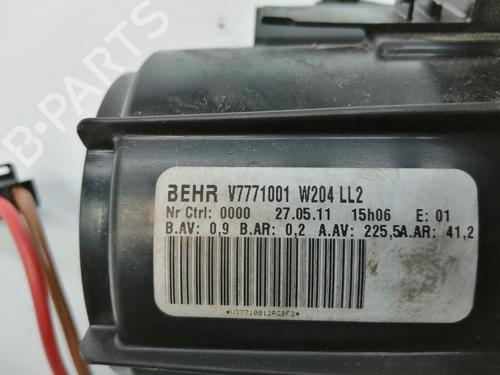 B-PARTS
BEHR V7771001 W204 LL2
Nr Ctrl: 0000 27.05.11 15h06 E: 01
B.AV: 0,9 B.AR: 0,2 A.AV: 225,5A.AR: 41,2